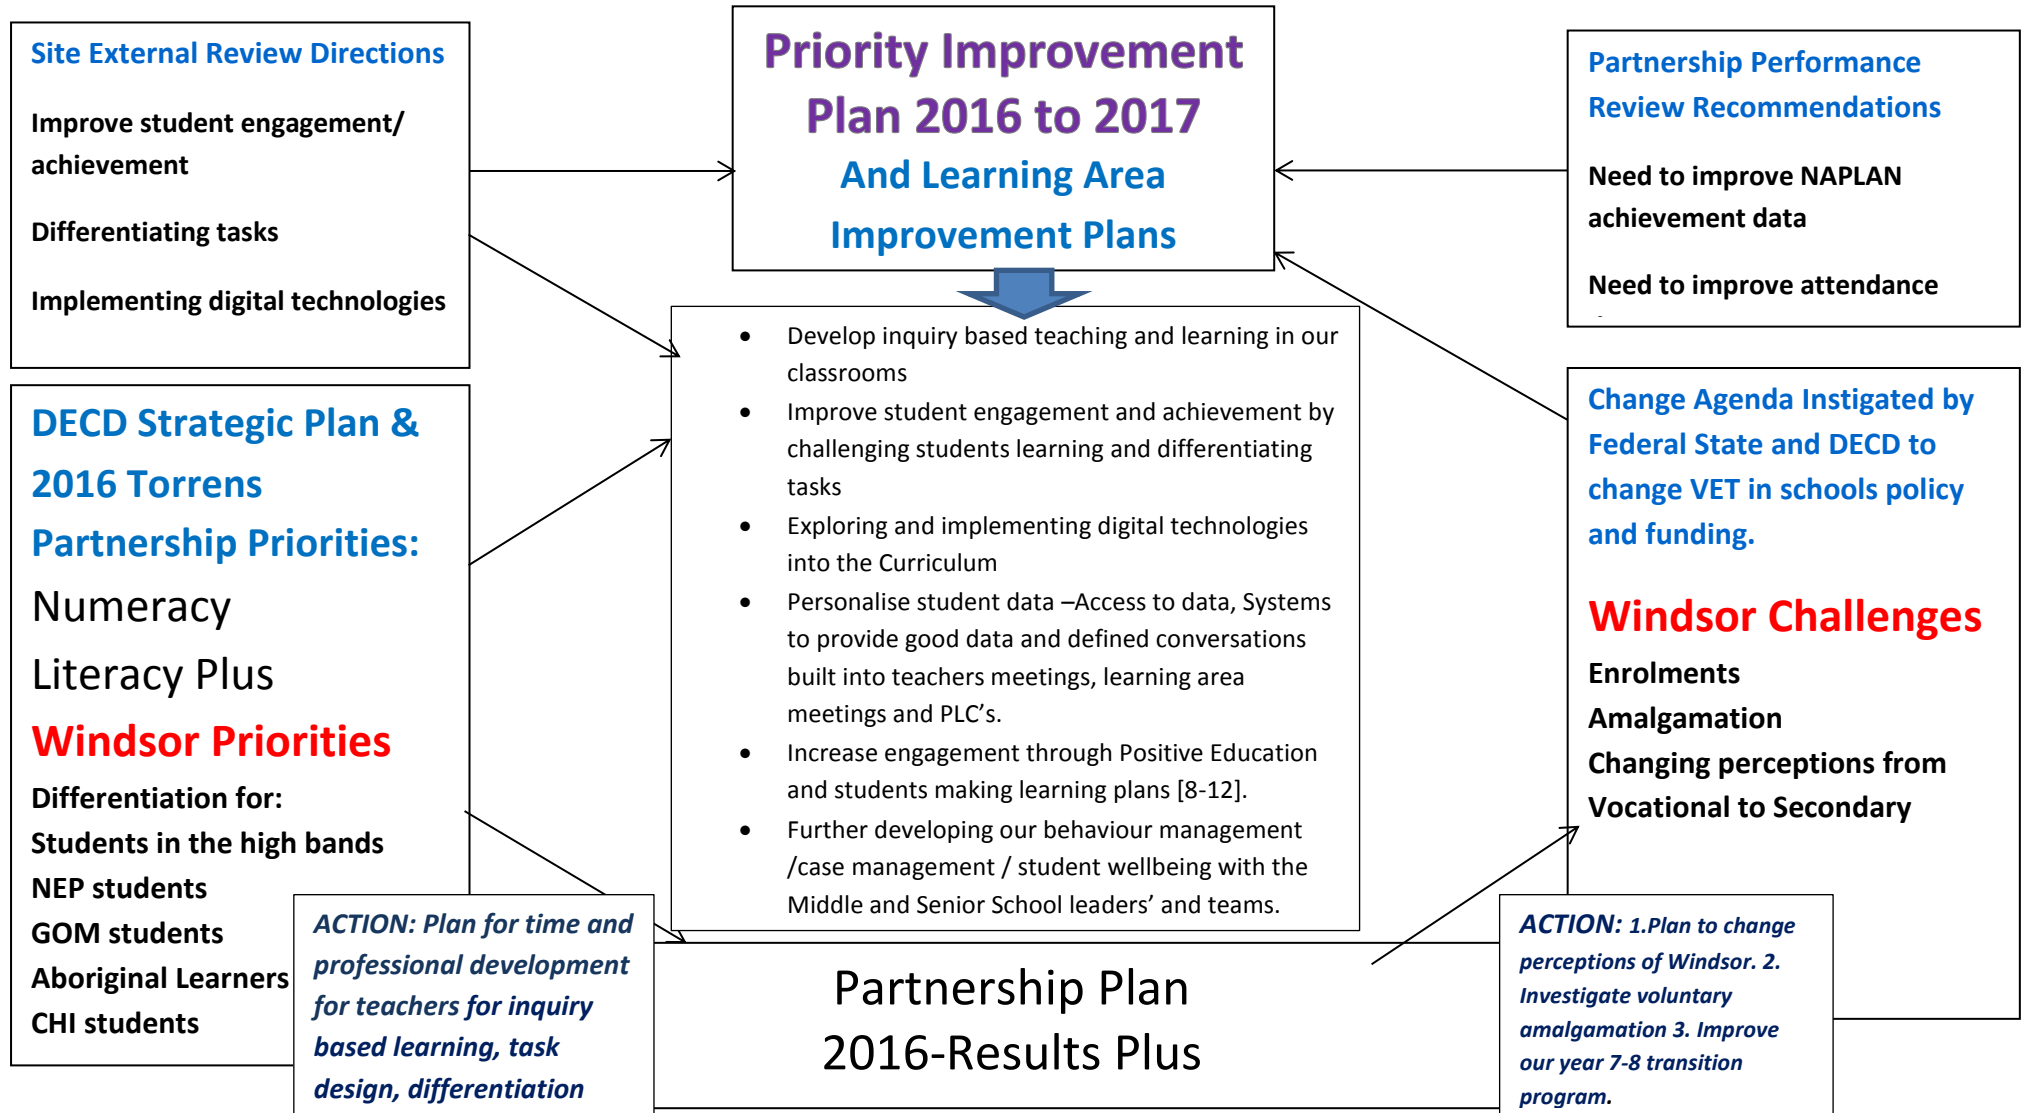 Site External Review Directions
Improve student engagement/
achievement
Differentiating tasks
Implementing digital technologies
Priority Improvement
Plan 2016 to 2017
And Learning Area
Improvement Plans
Partnership Performance
Review Recommendations
Need to improve NAPLAN
achievement data
Need to improve attendance
DECD Strategic Plan &
2016 Torrens
Partnership Priorities:
Numeracy
Literacy Plus
Windsor Priorities
Differentiation for:
Students in the high bands
NEP students
GOM students
Aboriginal Learners
CHI students
• Develop inquiry based teaching and learning in our
classrooms
• Improve student engagement and achievement by
challenging students learning and differentiating
tasks
• Exploring and implementing digital technologies
into the Curriculum
• Personalise student data –Access to data, Systems
to provide good data and defined conversations
built into teachers meetings, learning area
meetings and PLC’s.
• Increase engagement through Positive Education
and students making learning plans [8-12].
• Further developing our behaviour management
/case management / student wellbeing with the
Middle and Senior School leaders’ and teams.
Change Agenda Instigated by
Federal State and DECD to
change VET in schools policy
and funding.
Windsor Challenges
Enrolments
Amalgamation
Changing perceptions from
Vocational to Secondary
ACTION: Plan for time and
professional development
for teachers for inquiry
based learning, task
design, differentiation
Partnership Plan
2016-Results Plus
ACTION: 1.Plan to change
perceptions of Windsor. 2.
Investigate voluntary
amalgamation 3. Improve
our year 7-8 transition
program.